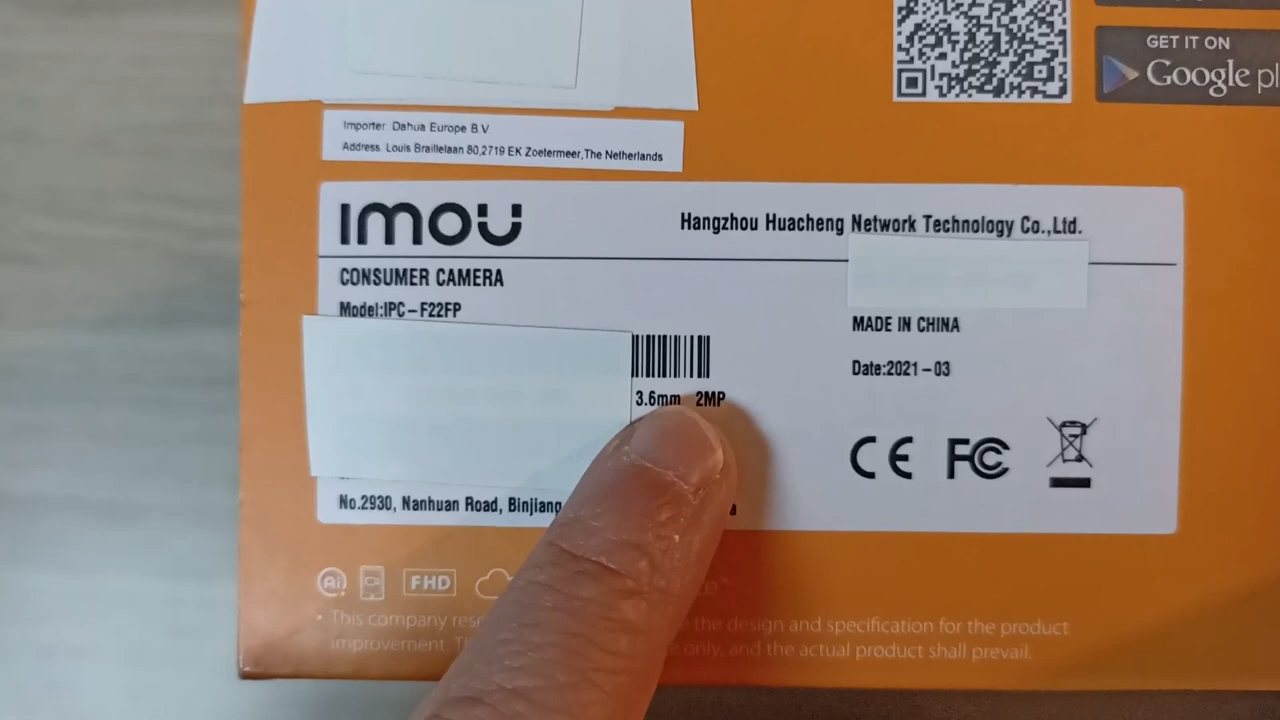 GET IT ON
Google pl
Importer: Dahua Europe B.V.
Address: Louis Braillelaan 80,2719 EK Zoetermeer,The Netherlands
imou
Hangzhou Huacheng Network Technology Co.,Ltd.
CONSUMER CAMERA
Model:IPC-F22FP
MADE IN CHINA
Date:2021-03
3.6mm 2MP
CE FC
No.2930, Nanhuan Road, Binjiang
a
Ai
FHD
• This company res
the design and specification for the product
improvement.
only, and the actual product shall prevail.